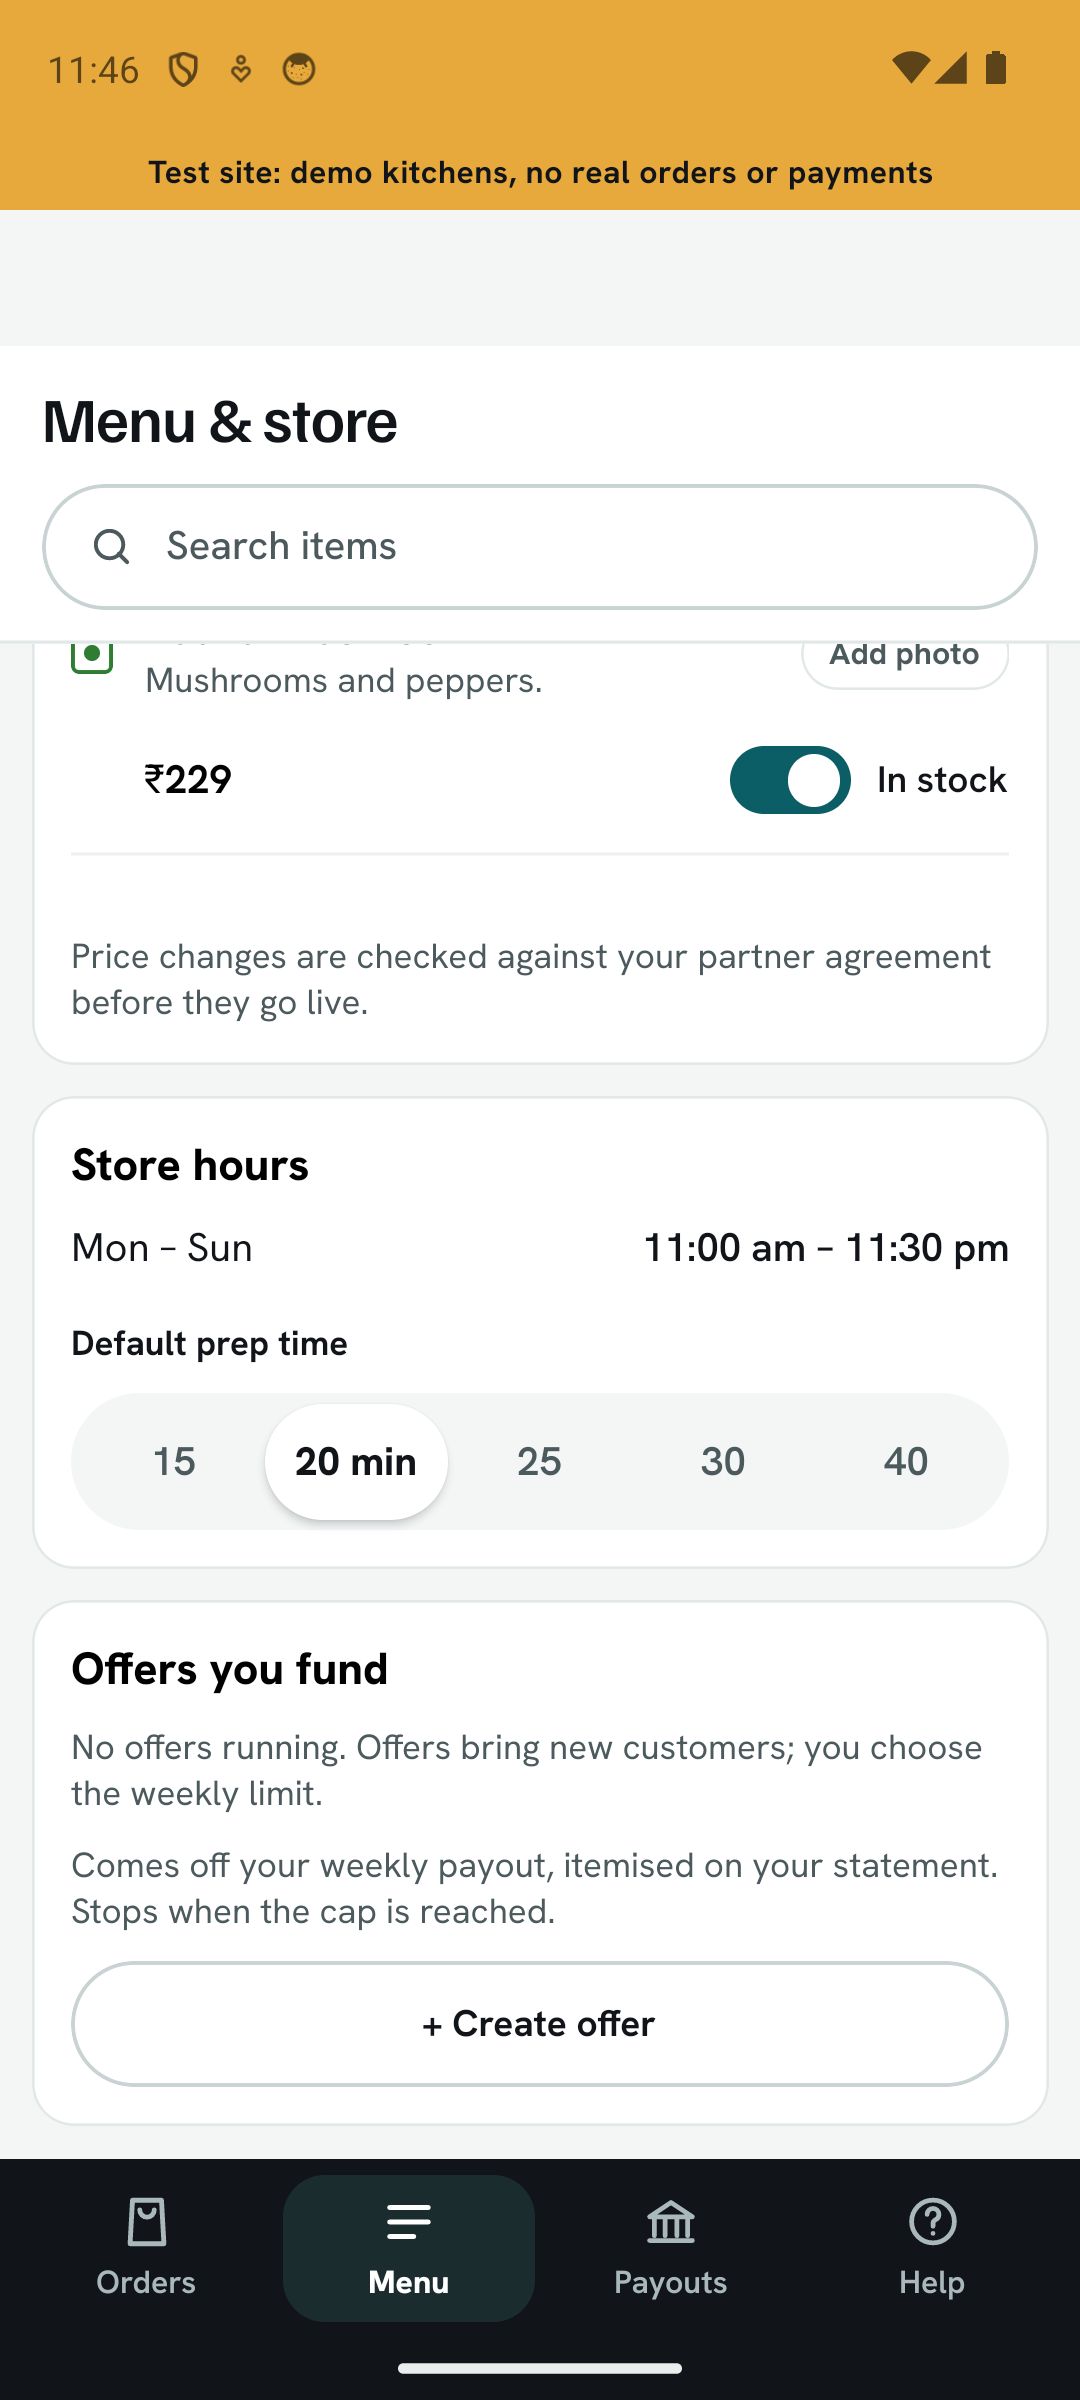 11:46
Test site: demo kitchens, no real orders or payments
Menu & store
Search items
Add photo
Mushrooms and peppers.
₹229
In stock
Price changes are checked against your partner agreement
before they go live.
Store hours
Mon – Sun
11:00 am – 11:30 pm
Default prep time
15
20 min
25
30
40
Offers you fund
No offers running. Offers bring new customers; you choose
the weekly limit.
Comes off your weekly payout, itemised on your statement.
Stops when the cap is reached.
+ Create offer
Orders
Menu
Payouts
Help